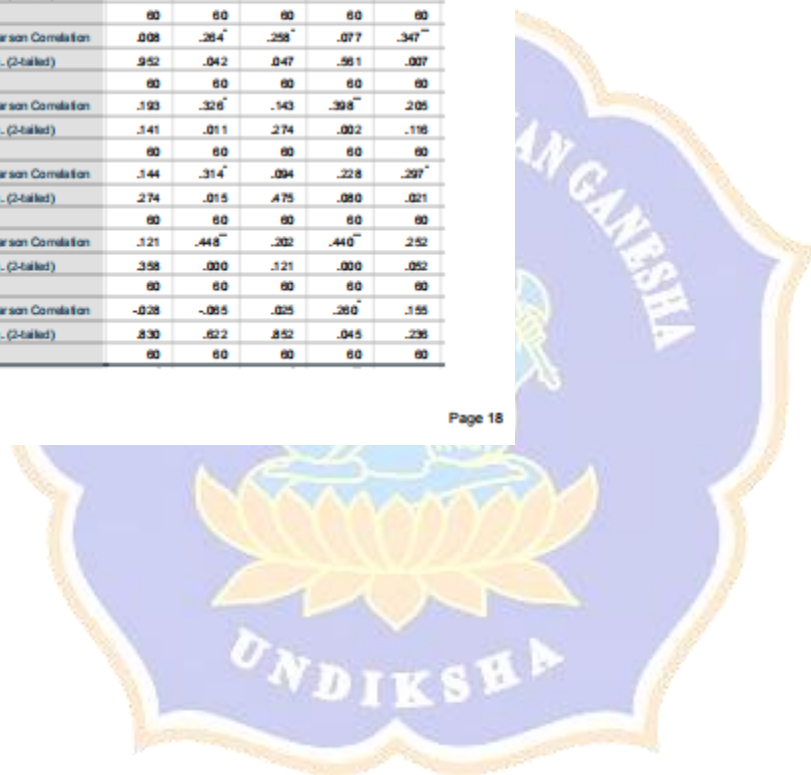 60 60 60 60 60
arson Correlation .008 .264* .258* .077 .347**
. (2-tailed) .952 .042 .047 .561 .007
60 60 60 60 60
arson Correlation .193 .326* .143 .398** .205
. (2-tailed) .141 .011 .274 .002 .116
60 60 60 60 60
arson Correlation .144 .314* .094 .228 .297*
. (2-tailed) .274 .015 .475 .080 .021
60 60 60 60 60
arson Correlation .121 .448** .202 .440** .252
. (2-tailed) .358 .000 .121 .000 .052
60 60 60 60 60
arson Correlation -.028 -.065 .025 .260* .155
. (2-tailed) .830 .622 .852 .045 .236
60 60 60 60 60
Page 18
AN GANESHA
UNDIKSHA